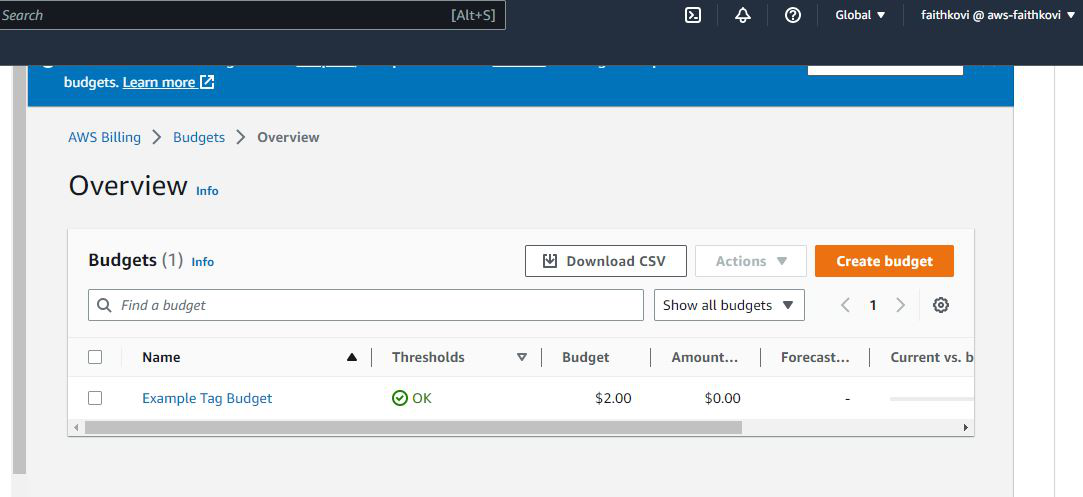 Search [Alt+S] Global faithkovi @ aws-faithkovi
budgets. Learn more
AWS Billing Budgets Overview
Overview Info
Budgets (1) Info Download CSV Actions Create budget
Find a budget Show all budgets 1
Name Thresholds Budget Amount... Forecast... Current vs. b
Example Tag Budget OK $2.00 $0.00 -